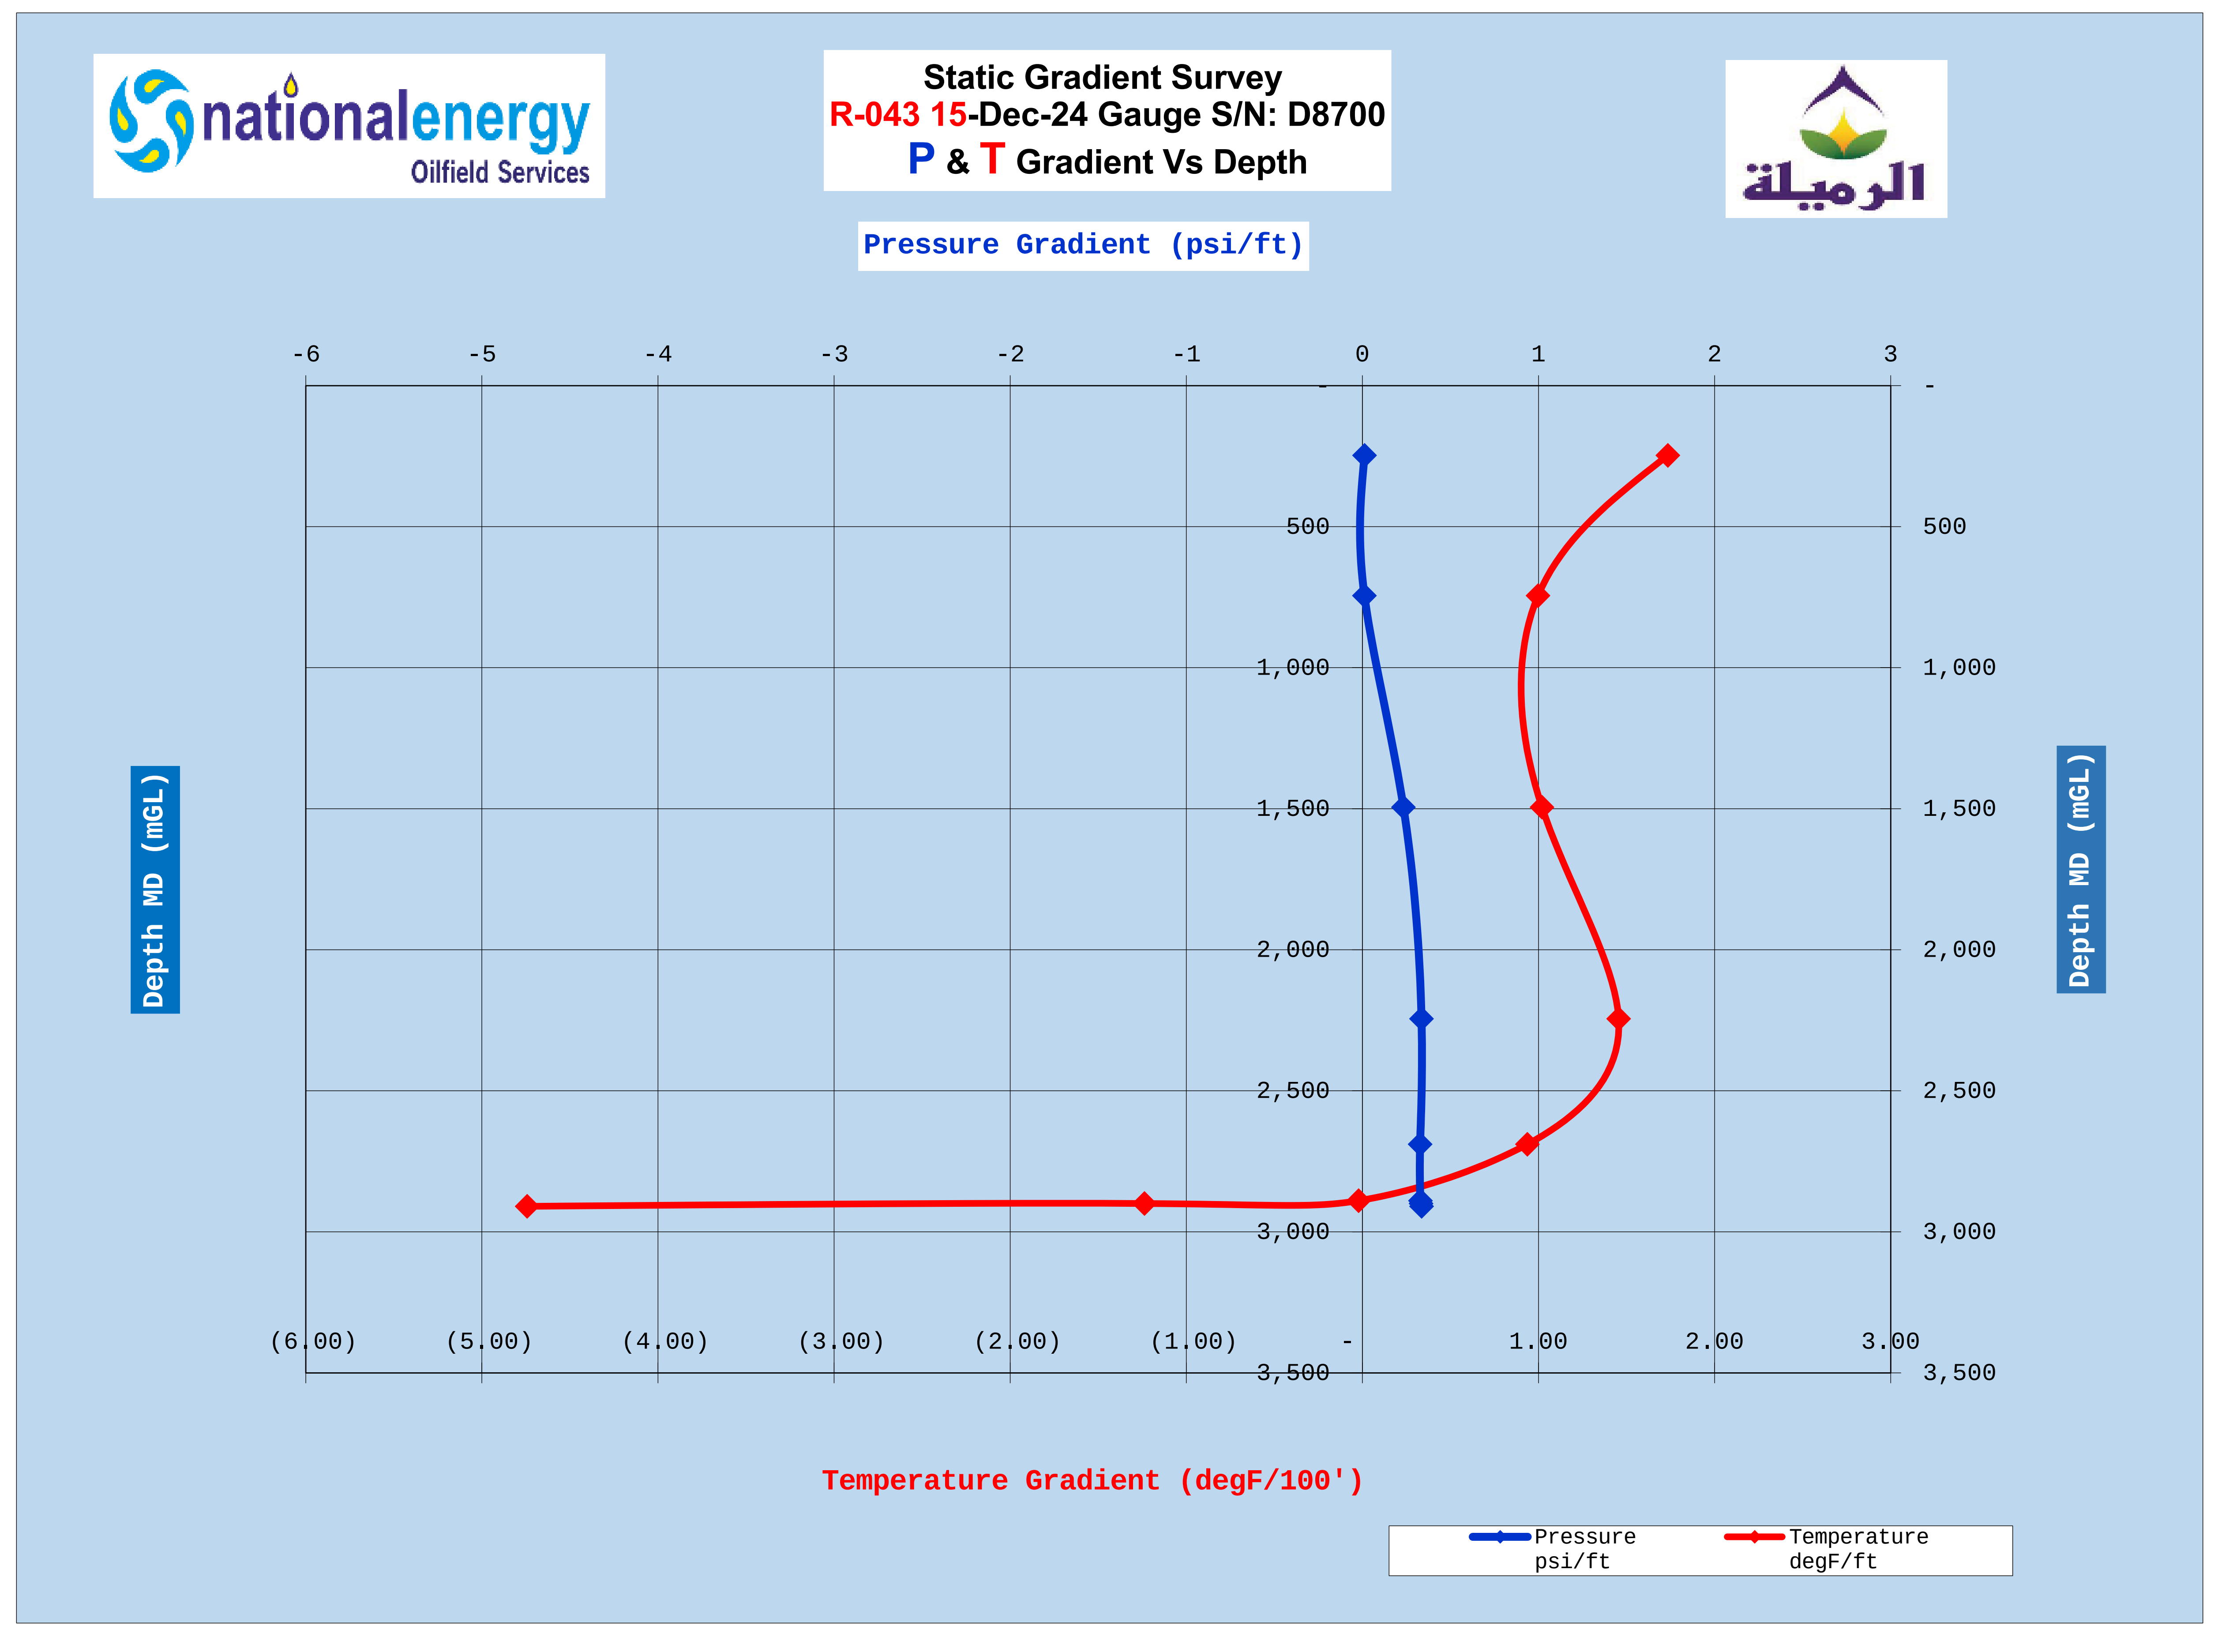 nationalenergy
Oilfield Services
Static Gradient Survey
R-043 15-Dec-24 Gauge S/N: D8700
P & T Gradient Vs Depth
الرميلة
Pressure Gradient (psi/ft)
-6 -5 -4 -3 -2 -1 0 1 2 3
- -
500 500
1,000 1,000
1,500 1,500
2,000 2,000
2,500 2,500
3,000 3,000
(6.00) (5.00) (4.00) (3.00) (2.00) (1.00) - 1.00 2.00 3.00
3,500 3,500
Depth MD (mGL)
Depth MD (mGL)
Temperature Gradient (degF/100')
Pressure
psi/ft
Temperature
degF/ft